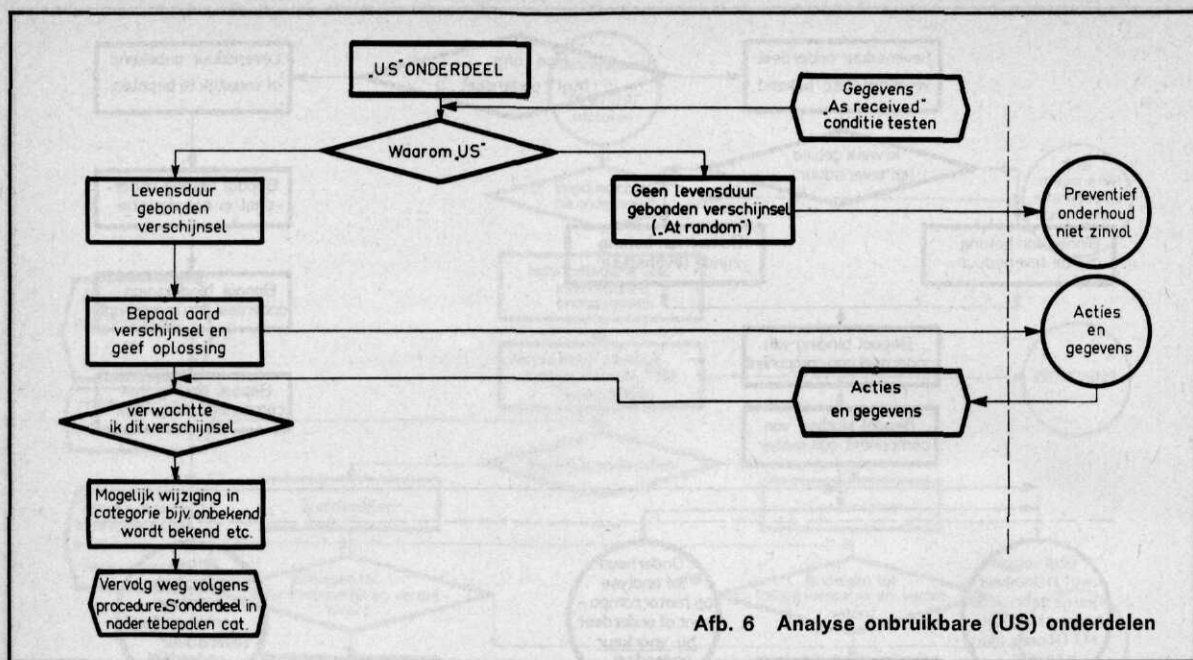 „US" ONDERDEEL
Gegevens
„As received"
conditie testen
Waarom „US"
Levensduur
gebonden
verschijnsel
Geen levensduur
gebonden verschijnsel
(„At random")
Preventief
onderhoud
niet zinvol
Bepaal aard
verschijnsel en
geef oplossing
Acties
en
gegevens
Acties
en gegevens
verwachtte
ik dit verschijnsel
Mogelijk wijziging in
categorie bijv. onbekend
wordt bekend etc.
Vervolg weg volgens
procedure „S" onderdeel in
nader te bepalen cat.
Afb. 6 Analyse onbruikbare (US) onderdelen